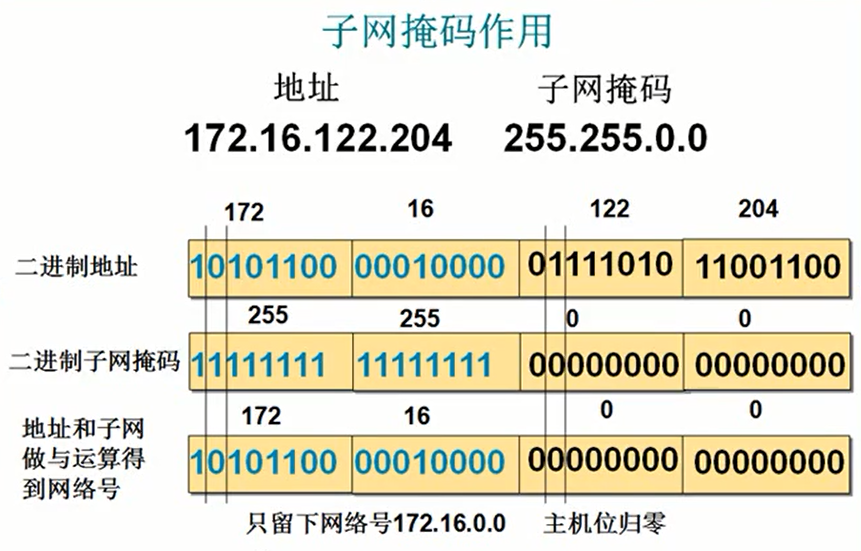 子网掩码作用
地址 子网掩码
172.16.122.204 255.255.0.0
172 16 122 204
二进制地址 10101100 00010000 01111010 11001100
255 255 0 0
二进制子网掩码 11111111 11111111 00000000 00000000
172 16 0 0
地址和子网
做与运算得
到网络号
10101100 00010000 00000000 00000000
只留下网络号172.16.0.0 主机位归零